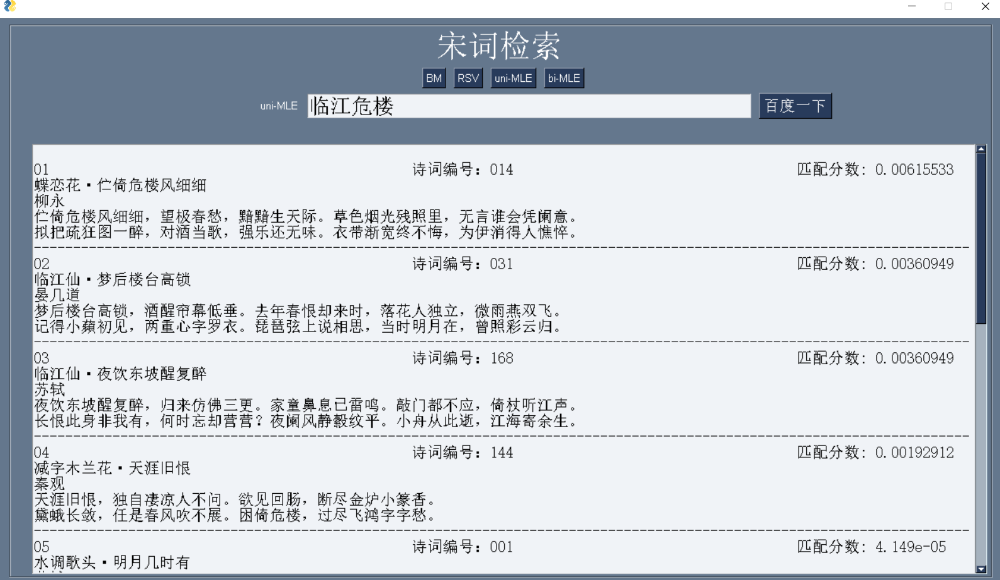 宋词检索
BM RSV uni-MLE bi-MLE
uni-MLE 临江危楼 百度一下
01 诗词编号：014 匹配分数：0.00615533
蝶恋花·伫倚危楼风细细
柳永
伫倚危楼风细细，望极春愁，黯黯生天际。草色烟光残照里，无言谁会凭阑意。
拟把疏狂图一醉，对酒当歌，强乐还无味。衣带渐宽终不悔，为伊消得人憔悴。
02 诗词编号：031 匹配分数：0.00360949
临江仙·梦后楼台高锁
晏几道
梦后楼台高锁，酒醒帘幕低垂。去年春恨却来时，落花人独立，微雨燕双飞。
记得小蘋初见，两重心字罗衣。琵琶弦上说相思，当时明月在，曾照彩云归。
03 诗词编号：168 匹配分数：0.00360949
临江仙·夜饮东坡醒复醉
苏轼
夜饮东坡醒复醉，归来仿佛三更。家童鼻息已雷鸣。敲门都不应，倚杖听江声。
长恨此身非我有，何时忘却营营？夜阑风静縠纹平。小舟从此逝，江海寄余生。
04 诗词编号：144 匹配分数：0.00192912
减字木兰花·天涯旧恨
秦观
天涯旧恨，独自凄凉人不问。欲见回肠，断尽金炉小篆香。
黛蛾长敛，任是春风吹不展。困倚危楼，过尽飞鸿字字愁。
05 诗词编号：001 匹配分数：4.149e-05
水调歌头·明月几时有